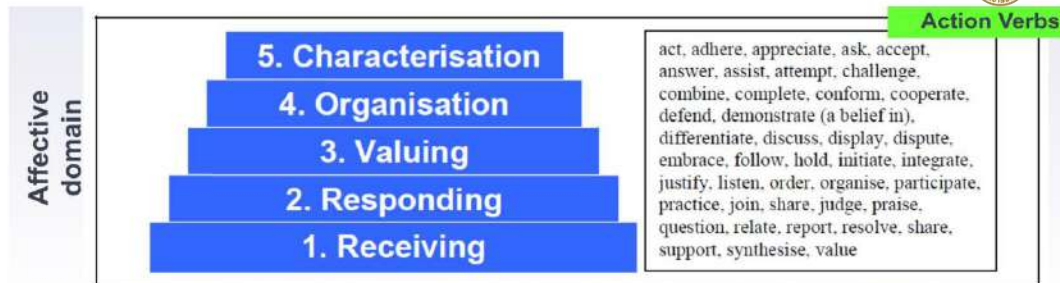 Action Verbs
Affective
domain
5. Characterisation
4. Organisation
3. Valuing
2. Responding
1. Receiving
act, adhere, appreciate, ask, accept,
answer, assist, attempt, challenge,
combine, complete, conform, cooperate,
defend, demonstrate (a belief in),
differentiate, discuss, display, dispute,
embrace, follow, hold, initiate, integrate,
justify, listen, order, organise, participate,
practice, join, share, judge, praise,
question, relate, report, resolve, share,
support, synthesise, value